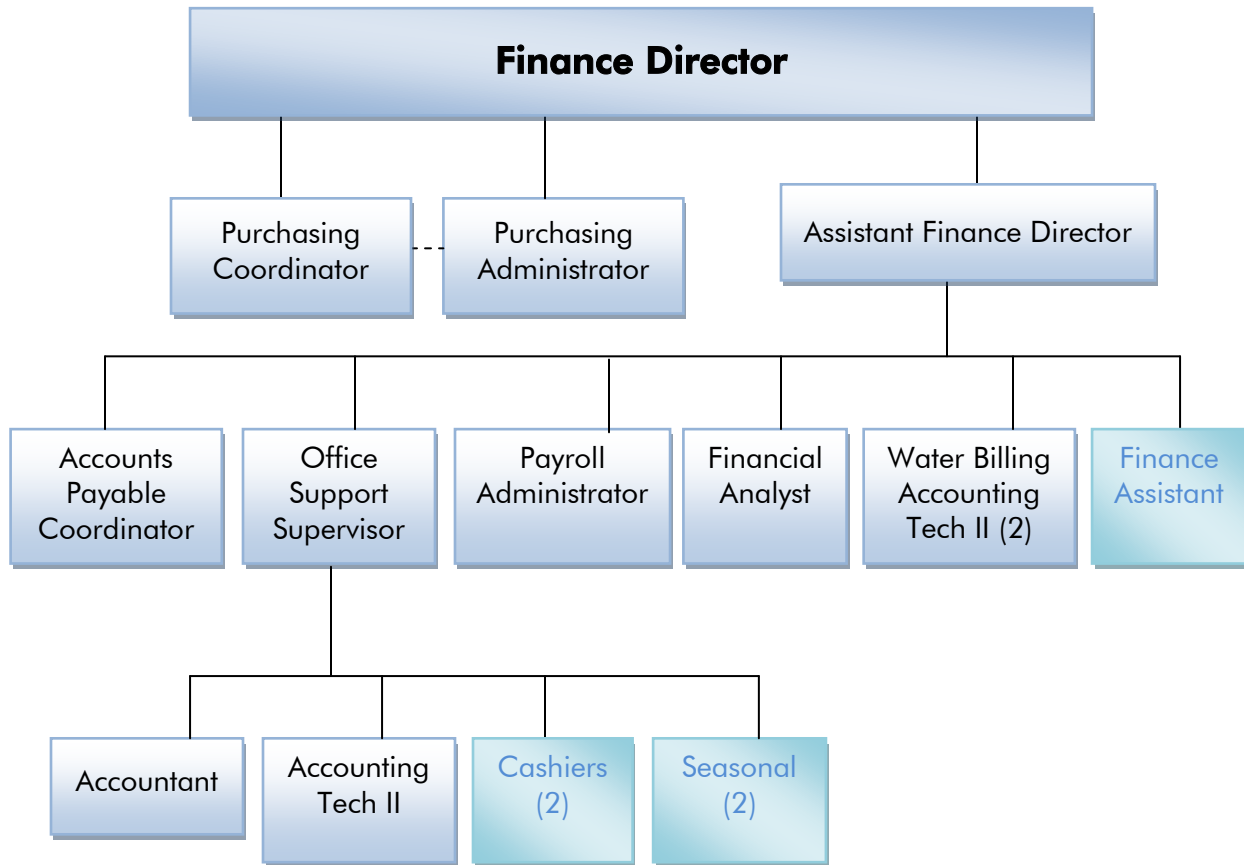 Finance Director
Purchasing
Coordinator
Purchasing
Administrator
Assistant Finance Director
Accounts
Payable
Coordinator
Office
Support
Supervisor
Payroll
Administrator
Financial
Analyst
Water Billing
Accounting
Tech II (2)
Finance
Assistant
Accountant
Accounting
Tech II
Cashiers
(2)
Seasonal
(2)